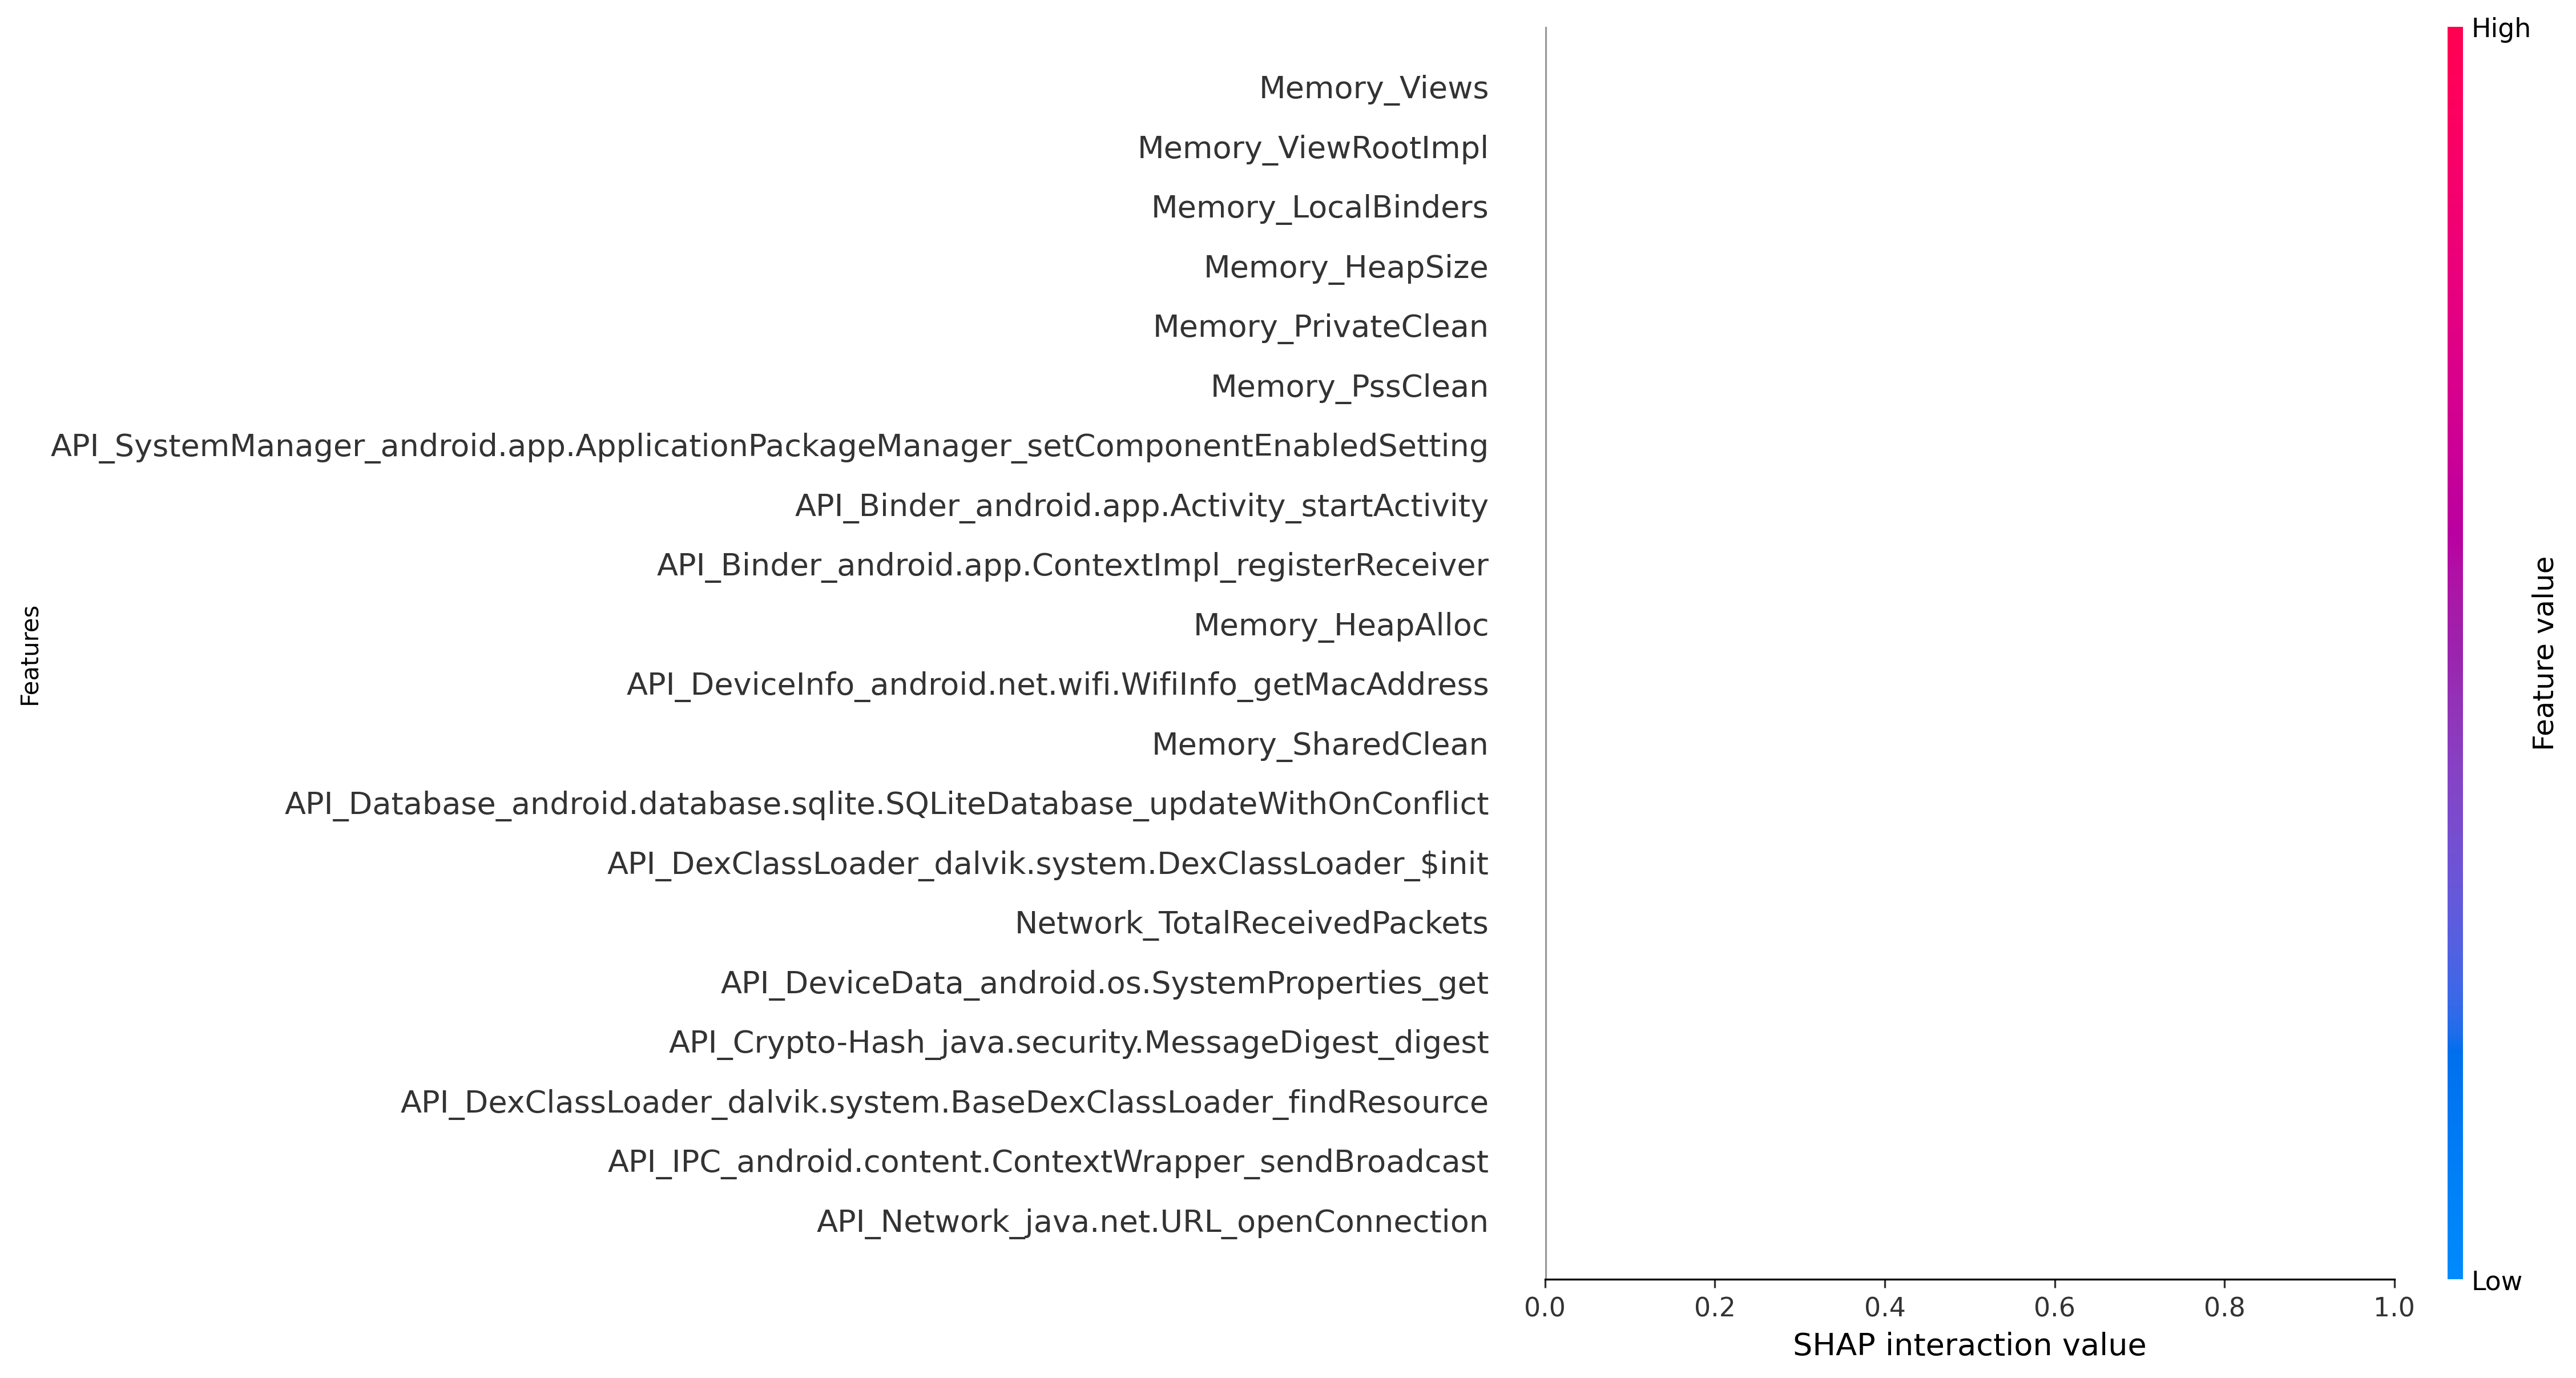 High
Memory_Views
Memory_ViewRootImpl
Memory_LocalBinders
Memory_HeapSize
Memory_PrivateClean
Memory_PssClean
API_SystemManager_android.app.ApplicationPackageManager_setComponentEnabledSetting
API_Binder_android.app.Activity_startActivity
API_Binder_android.app.ContextImpl_registerReceiver
Memory_HeapAlloc
API_DeviceInfo_android.net.wifi.WifiInfo_getMacAddress
Memory_SharedClean
API_Database_android.database.sqlite.SQLiteDatabase_updateWithOnConflict
API_DexClassLoader_dalvik.system.DexClassLoader_$init
Network_TotalReceivedPackets
API_DeviceData_android.os.SystemProperties_get
API_Crypto-Hash_java.security.MessageDigest_digest
API_DexClassLoader_dalvik.system.BaseDexClassLoader_findResource
API_IPC_android.content.ContextWrapper_sendBroadcast
API_Network_java.net.URL_openConnection
Features
Feature value
Low
0.0 0.2 0.4 0.6 0.8 1.0
SHAP interaction value